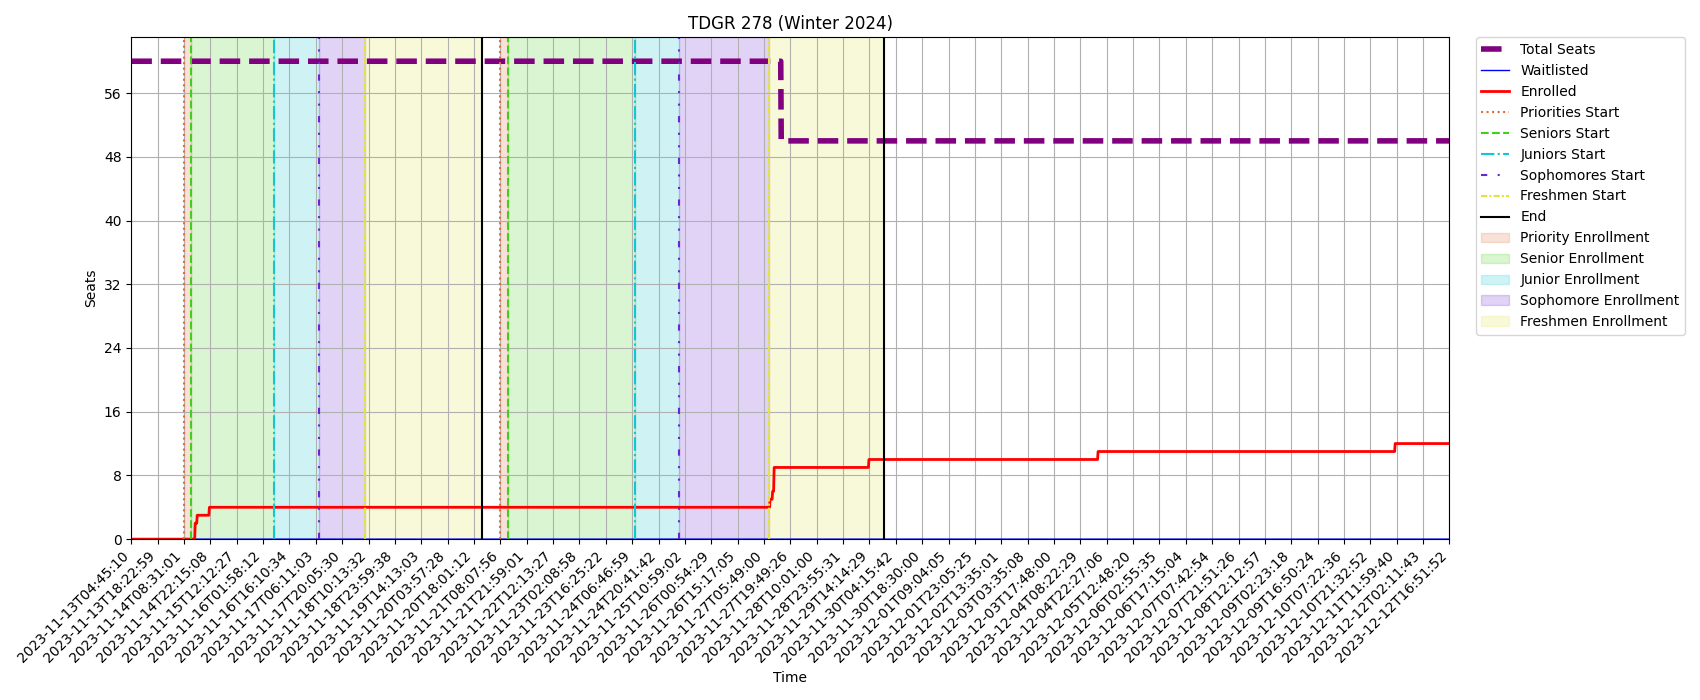 TDGR 278 (Winter 2024)
Seats
56
48
40
32
24
16
8
0
2023-11-13T04:45:10
2023-11-13T18:22:59
2023-11-14T08:31:01
2023-11-14T22:15:08
2023-11-15T12:12:27
2023-11-16T01:58:12
2023-11-16T16:10:34
2023-11-17T06:11:03
2023-11-17T20:05:30
2023-11-18T10:13:32
2023-11-18T23:59:38
2023-11-19T14:13:03
2023-11-20T03:57:28
2023-11-20T18:01:12
2023-11-21T08:07:56
2023-11-21T21:59:01
2023-11-22T12:13:27
2023-11-23T02:08:58
2023-11-23T16:25:22
2023-11-24T06:46:59
2023-11-24T20:41:42
2023-11-25T10:59:02
2023-11-26T00:54:29
2023-11-26T15:17:05
2023-11-27T05:49:00
2023-11-27T19:49:26
2023-11-28T10:01:00
2023-11-28T23:55:31
2023-11-29T14:14:29
2023-11-30T04:15:42
2023-11-30T18:30:00
2023-12-01T09:04:05
2023-12-01T23:05:25
2023-12-02T13:35:01
2023-12-03T03:35:08
2023-12-03T17:48:00
2023-12-04T08:22:29
2023-12-04T22:27:06
2023-12-05T12:48:20
2023-12-06T02:55:35
2023-12-06T17:15:04
2023-12-07T07:42:54
2023-12-07T21:51:26
2023-12-08T12:12:57
2023-12-09T02:23:18
2023-12-09T16:50:24
2023-12-10T07:22:36
2023-12-10T21:32:52
2023-12-11T11:59:40
2023-12-12T02:11:43
2023-12-12T16:51:52
Time
Total Seats
Waitlisted
Enrolled
Priorities Start
Seniors Start
Juniors Start
Sophomores Start
Freshmen Start
End
Priority Enrollment
Senior Enrollment
Junior Enrollment
Sophomore Enrollment
Freshmen Enrollment